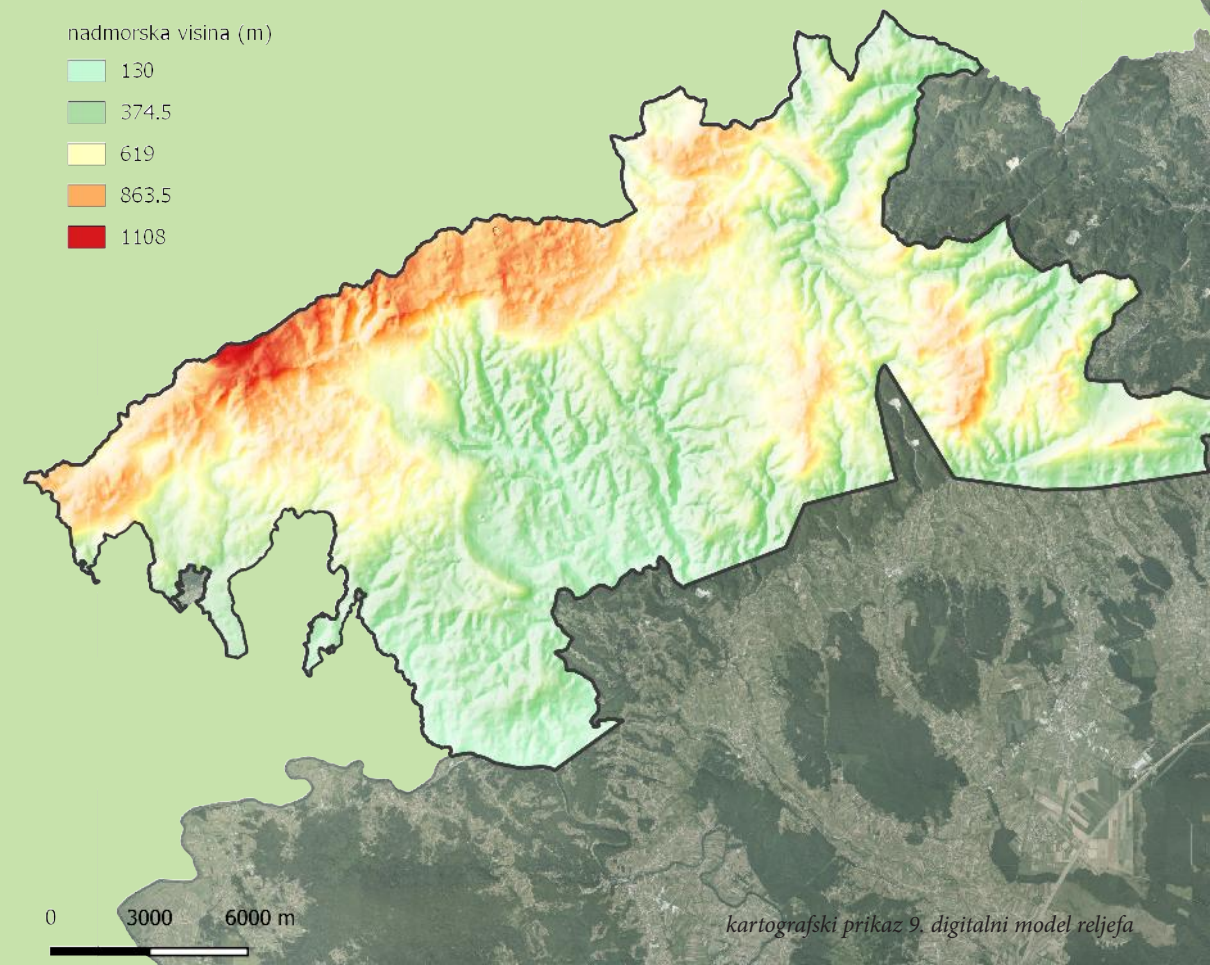 nadmorska visina (m)
130
374.5
619
863.5
1108
0 3000 6000 m
kartografski prikaz 9. digitalni model reljefa